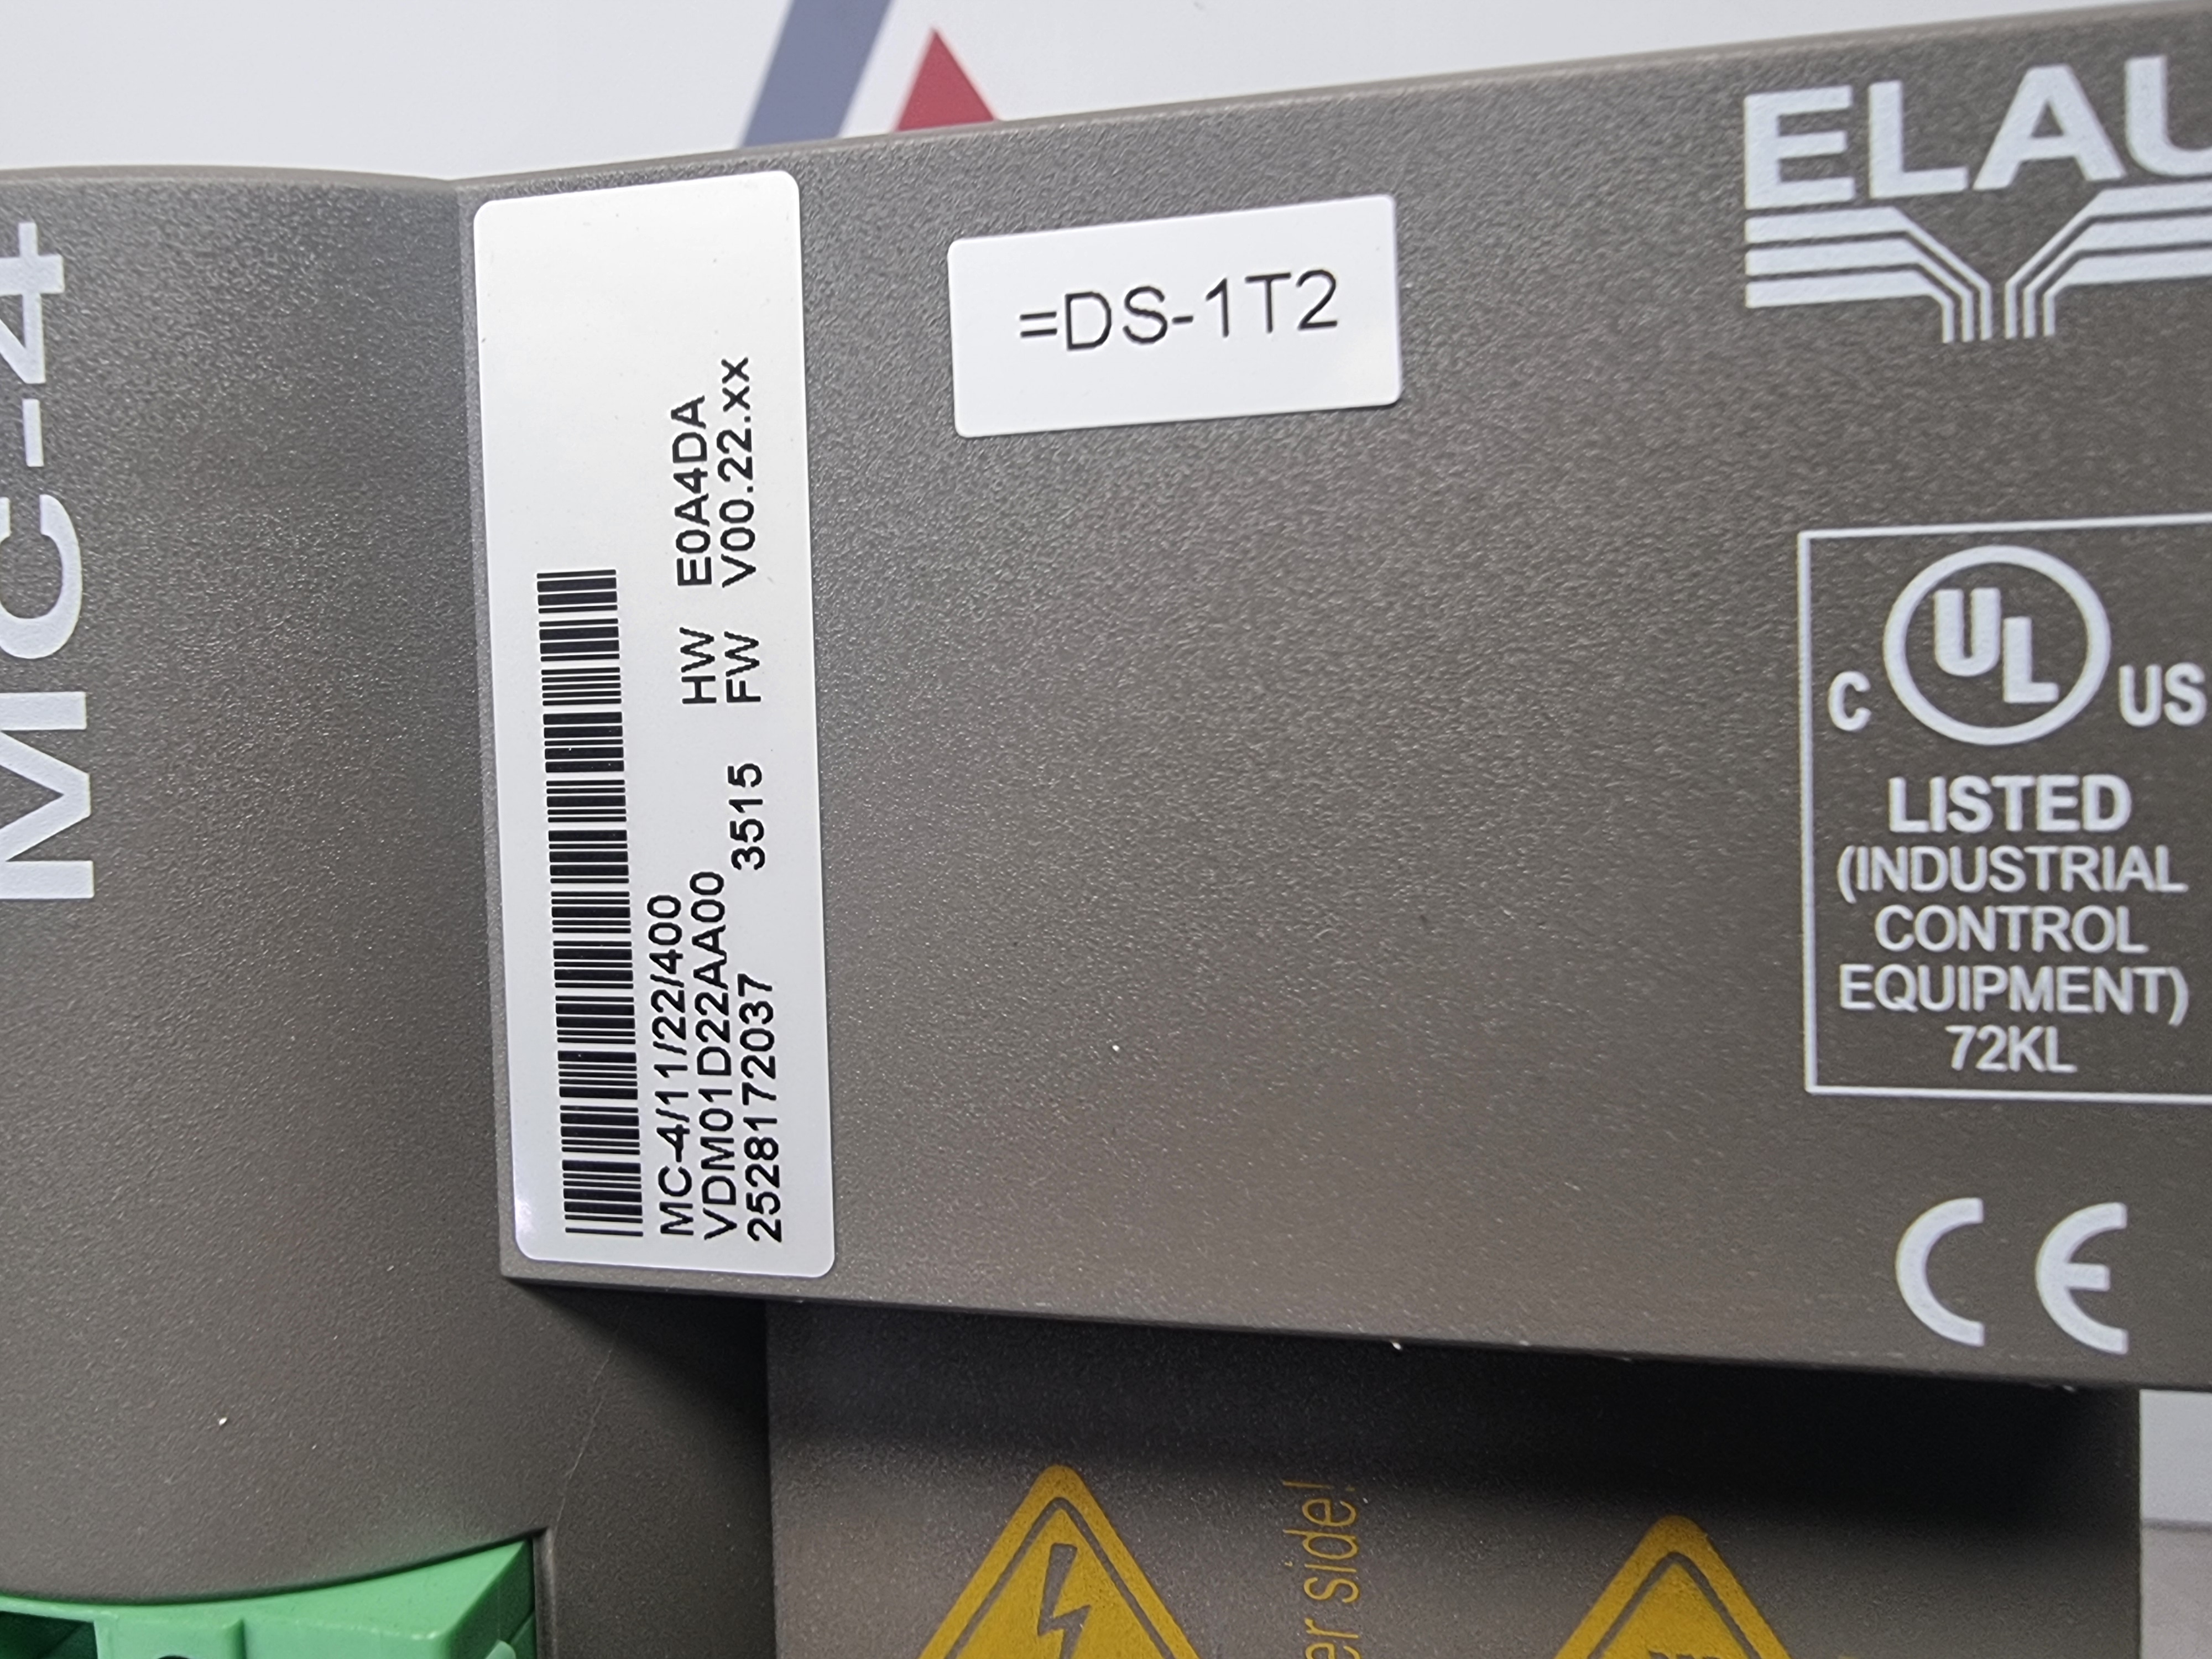 MC-4
MC-4/11/22/400
VDM01D22AA00
2528172037 3515
HW E0A4DA
FW V00.22.xx
=DS-1T2
ELAU
C UL US
LISTED
(INDUSTRIAL
CONTROL
EQUIPMENT)
72KL
CE
er side!